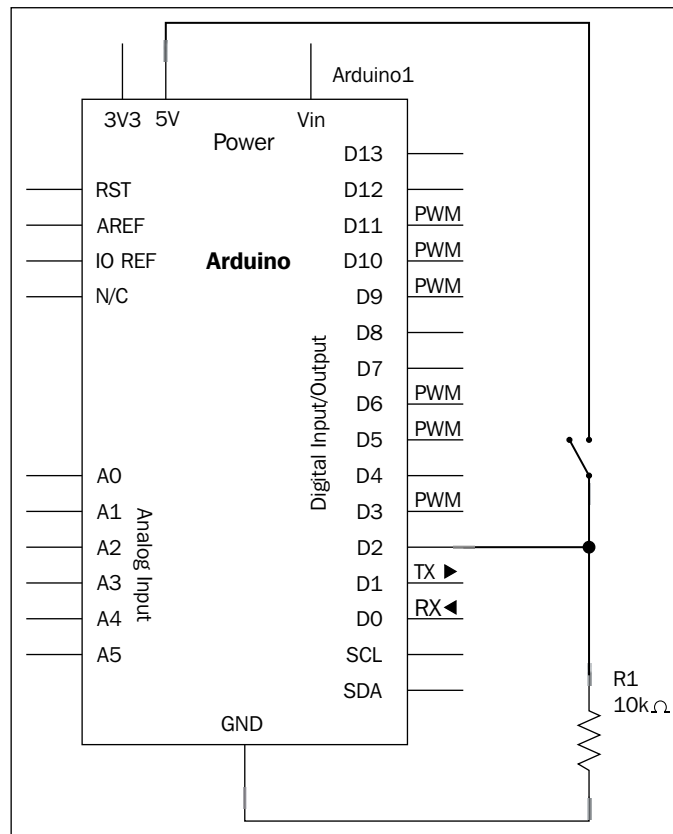 Arduino1
3V3 5V Vin
Power
D13
RST D12
AREF D11 PWM
IO REF Arduino D10 PWM
N/C D9 PWM
D8
D7
Digital Input/Output
D6 PWM
D5 PWM
A0 D4
A1 D3 PWM
Analog Input
A2 D2
A3 D1 TX ►
A4 D0 RX◄
A5 SCL
SDA
R1
10kΩ
GND